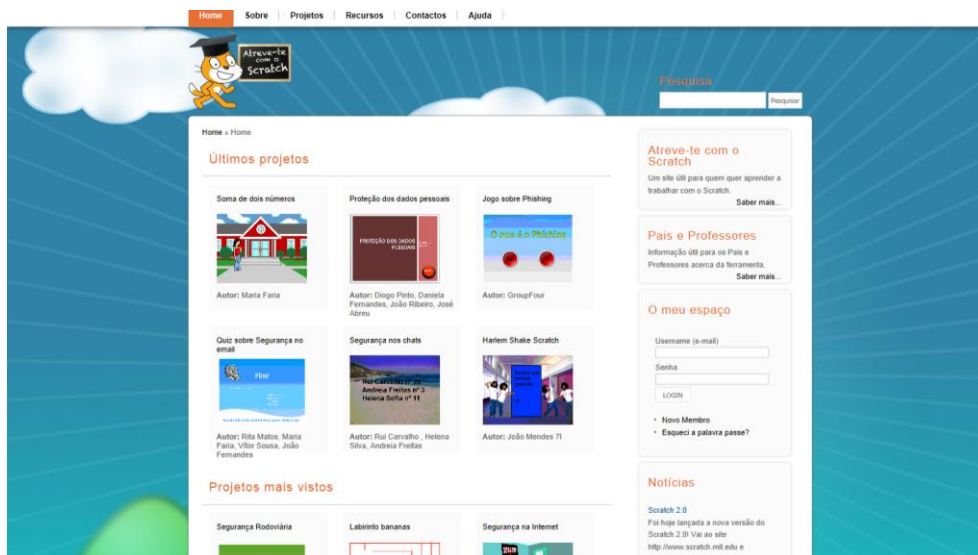 Home Sobre Projetos Recursos Contactos Ajuda
Atreve-te
com o
Scratch
Pesquisa
Pesquisar
Home » Home
Últimos projetos
Soma de dois números
Autor: Maria Faria
Proteção dos dados pessoais
PROTEÇÃO DOS DADOS
PESSOAIS
Autor: Diogo Pinto, Daniela
Fernandes, João Ribeiro, José
Abreu
Jogo sobre Phishing
O que é o Phishing
Autor: GroupFour
Quiz sobre Segurança no
email
Autor: Rita Matos, Maria
Faria, Vítor Sousa, João
Fernandes
Segurança nos chats
Rui Carvalho nº
Andreia Freitas nº 3
Helena Sofia nº 11
Autor: Rui Carvalho , Helena
Silva, Andreia Freitas
Harlem Shake Scratch
Autor: João Mendes 7I
Projetos mais vistos
Segurança Rodoviária
Labirinto bananas
Segurança na Internet
Atreve-te com o
Scratch
Um site útil para quem quer aprender a
trabalhar com o Scratch.
Saber mais...
Pais e Professores
Informação útil para os Pais e
Professores acerca da ferramenta.
Saber mais...
O meu espaço
Username (e-mail)
Senha
LOGIN
• Novo Membro
• Esqueci a palavra passe?
Notícias
Scratch 2.0
Foi hoje lançada a nova versão do
Scratch 2.0! Vai ao site
http://www.scratch.mit.edu e